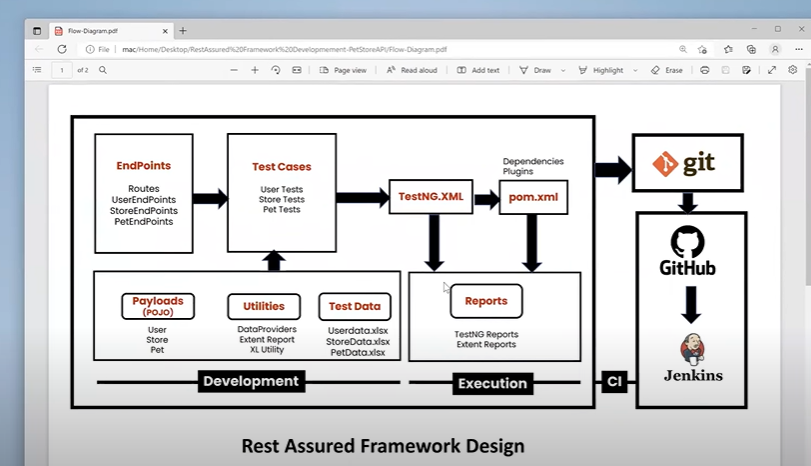 Flow-Diagram.pdf
File
mac/Home/Desktop/RestAssured%20Framework%20Developmement-PetStoreAPI/Flow-Diagram.pdf
1 of 2
Page view
Read aloud
Add text
Draw
Highlight
Erase
EndPoints
Routes
UserEndPoints
StoreEndPoints
PetEndPoints
Test Cases
User Tests
Store Tests
Pet Tests
TestNG.XML
Dependencies
Plugins
pom.xml
git
GitHub
Jenkins
Payloads
(POJO)
User
Store
Pet
Utilities
DataProviders
Extent Report
XL Utility
Test Data
Userdata.xlsx
StoreData.xlsx
PetData.xlsx
Reports
TestNG Reports
Extent Reports
Development
Execution
CI
Rest Assured Framework Design